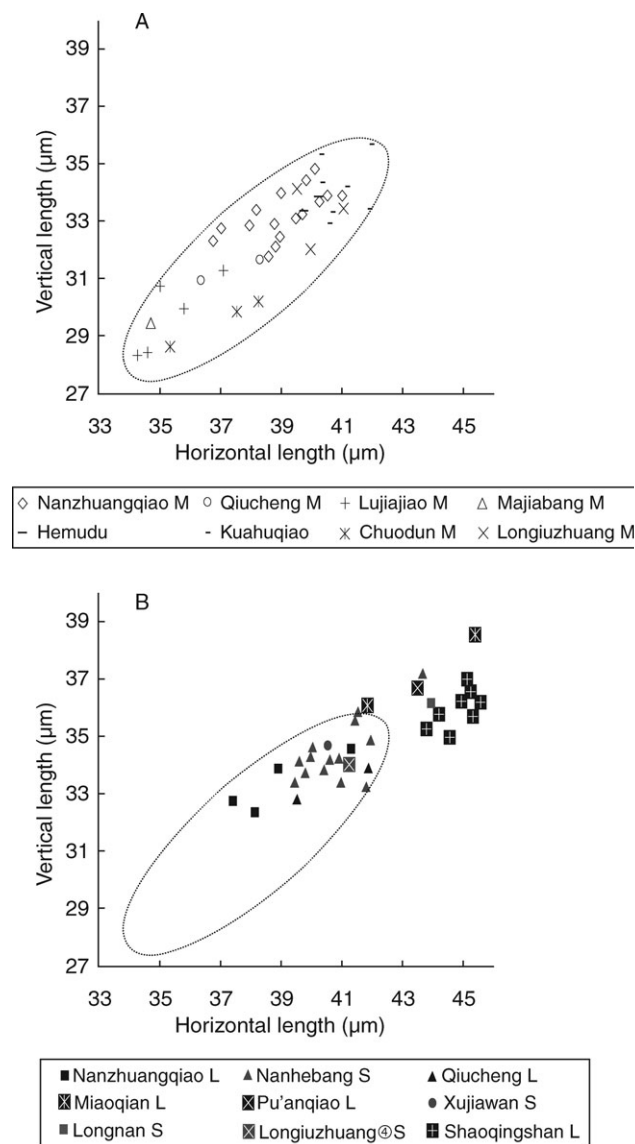 A
39
37
35
33
31
29
27
Vertical length (µm)
33 35 37 39 41 43 45
Horizontal length (µm)
◇ Nanzhuangqiao M ○ Qiucheng M + Lujiajiao M △ Majiabang M
– Hemudu - Kuahuqiao ж Chuodun M × Longiuzhuang M
B
39
37
35
33
31
29
27
Vertical length (µm)
33 35 37 39 41 43 45
Horizontal length (µm)
■ Nanzhuangqiao L ▲ Nanhebang S ▲ Qiucheng L
Miaoqian L Pu'anqiao L ● Xujiawan S
■ Longnan S Longiuzhuang④S Shaoqingshan L